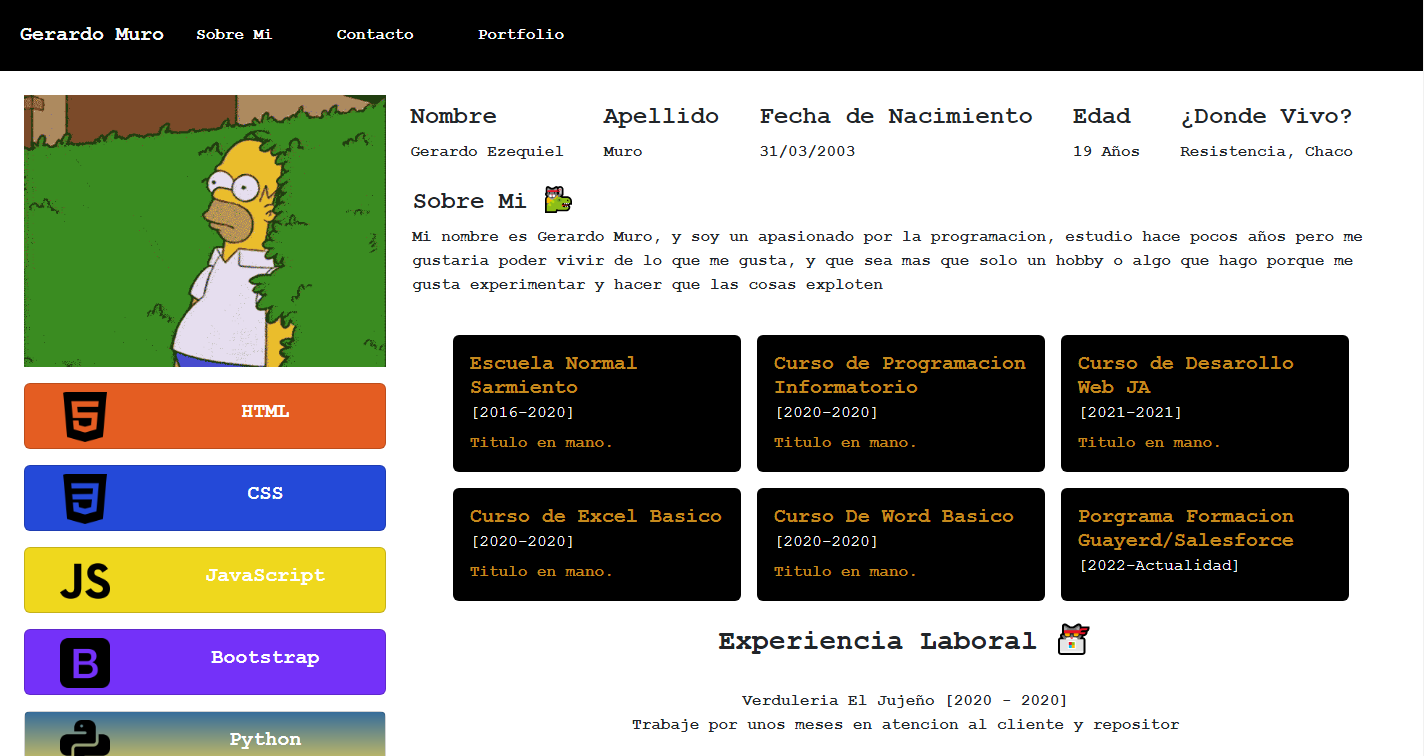 Gerardo Muro Sobre Mi Contacto Portfolio
Nombre Apellido Fecha de Nacimiento Edad ¿Donde Vivo?
Gerardo Ezequiel Muro 31/03/2003 19 Años Resistencia, Chaco
Sobre Mi
Mi nombre es Gerardo Muro, y soy un apasionado por la programacion, estudio hace pocos años pero me
gustaria poder vivir de lo que me gusta, y que sea mas que solo un hobby o algo que hago porque me
gusta experimentar y hacer que las cosas exploten
5 HTML
3 CSS
JS JavaScript
B Bootstrap
Python
Escuela Normal
Sarmiento
[2016-2020]
Titulo en mano.
Curso de Programacion
Informatorio
[2020-2020]
Titulo en mano.
Curso de Desarollo
Web JA
[2021-2021]
Titulo en mano.
Curso de Excel Basico
[2020-2020]
Titulo en mano.
Curso De Word Basico
[2020-2020]
Titulo en mano.
Porgrama Formacion
Guayerd/Salesforce
[2022-Actualidad]
Experiencia Laboral
Verduleria El Jujeño [2020 - 2020]
Trabaje por unos meses en atencion al cliente y repositor